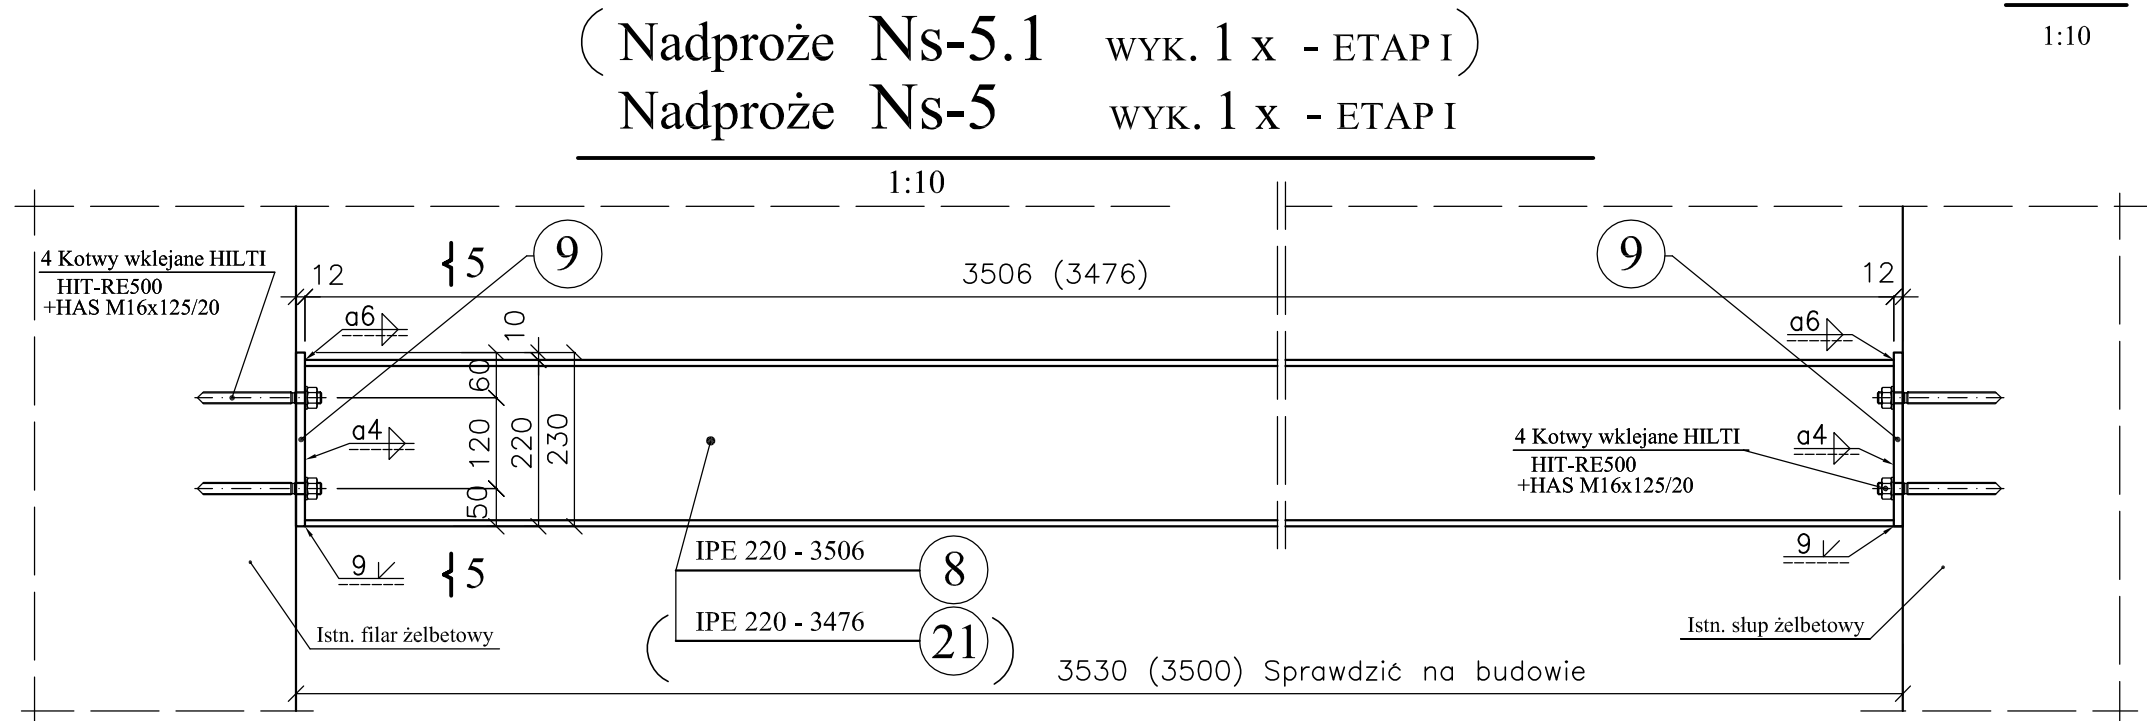 ( Nadproże Ns-5.1 WYK. 1 x - ETAP I )
Nadproże Ns-5 WYK. 1 x - ETAP I
1:10
1:10
4 Kotwy wklejane HILTI
HIT-RE500
+HAS M16x125/20
12
5
9
3506 (3476)
9
12
a6
10
a6
60
a4
120
220
230
50
4 Kotwy wklejane HILTI
HIT-RE500
+HAS M16x125/20
a4
9
5
IPE 220 - 3506
8
9
Istn. filar żelbetowy
( IPE 220 - 3476
21 )
Istn. słup żelbetowy
3530 (3500) Sprawdzić na budowie